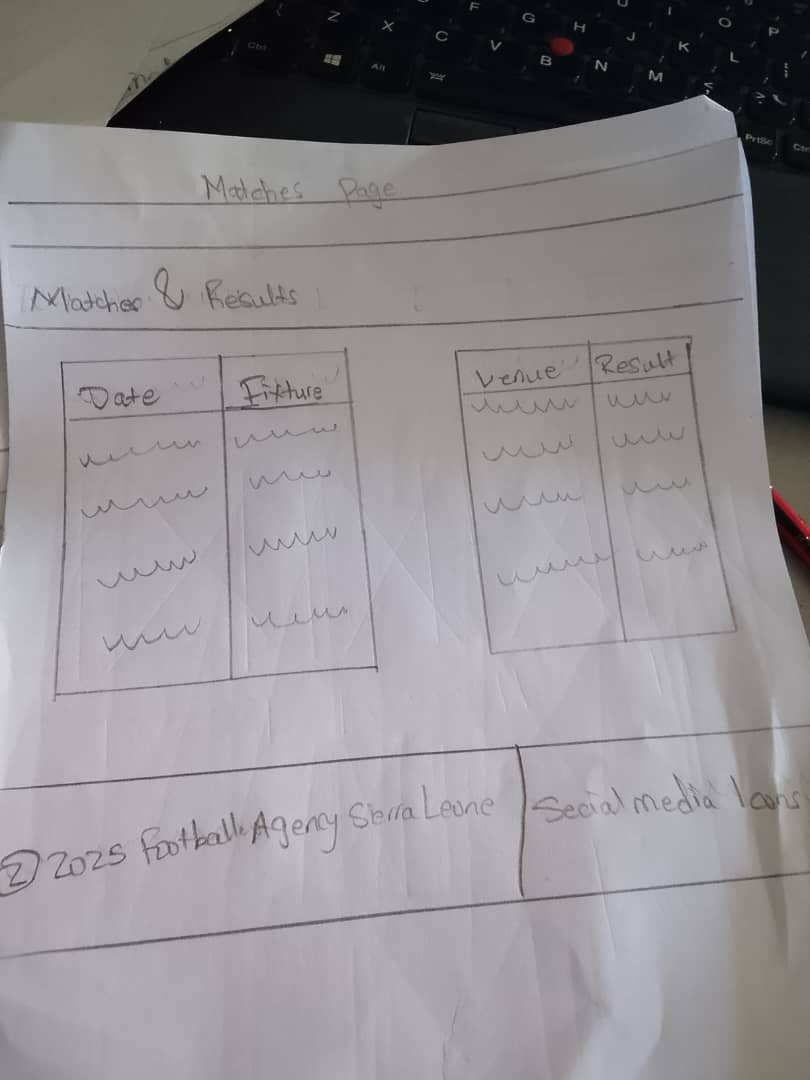 Z X C V B N M
F G H J K L
U I O P
Ctrl
Alt
PrtSc
Ctrl
Matches Page
Matches & Results
Date Fixture
Venue Result
② 2025 Football Agency Sierra Leone
Secial media Icons